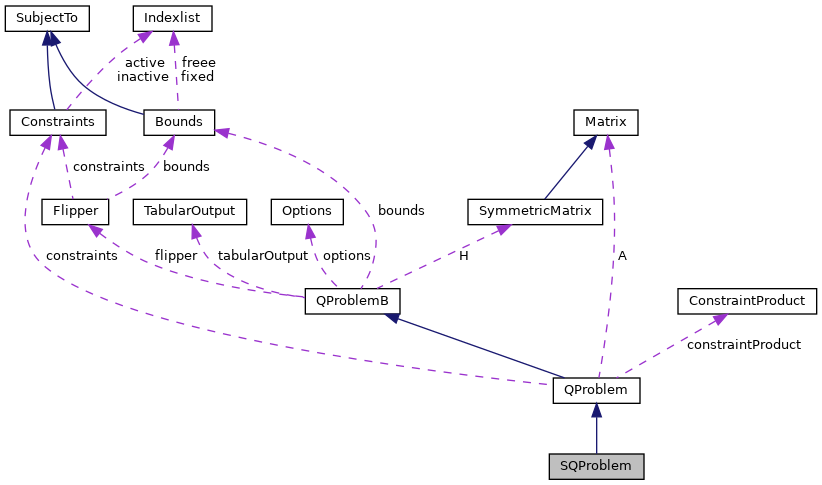 SubjectTo
Indexlist
active
inactive
freee
fixed
Constraints
Bounds
Matrix
constraints
bounds
Flipper
TabularOutput
Options
bounds
SymmetricMatrix
constraints
flipper
tabularOutput
options
H
A
QProblemB
ConstraintProduct
constraintProduct
QProblem
SQProblem